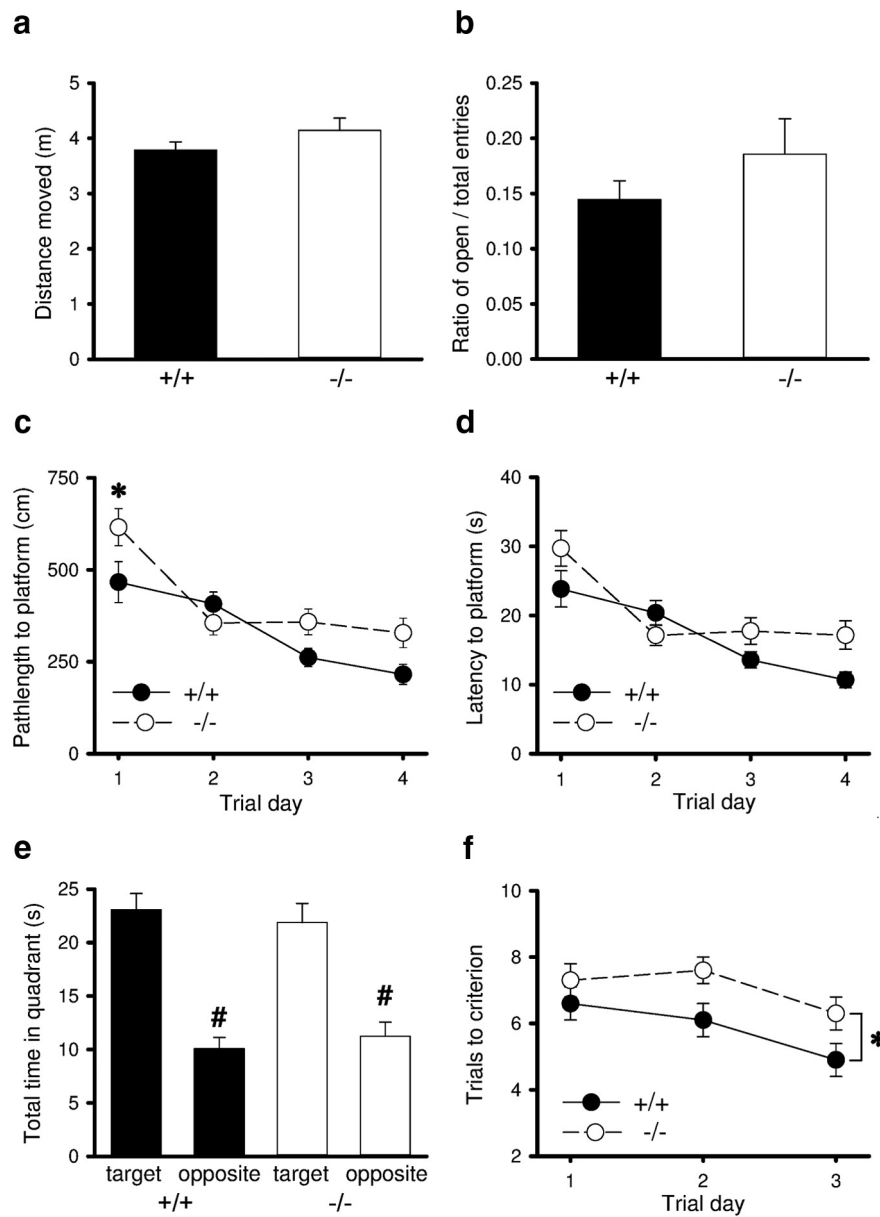 a
Distance moved (m)
5
4
3
2
1
0
+/+ -/-
b
Ratio of open / total entries
0.25
0.20
0.15
0.10
0.05
0.00
+/+ -/-
c
Pathlength to platform (cm)
750
500
250
0
*
+/+
-/-
1 2 3 4
Trial day
d
Latency to platform (s)
40
30
20
10
0
+/+
-/-
1 2 3 4
Trial day
e
Total time in quadrant (s)
25
20
15
10
5
0
# #
target opposite target opposite
+/+ -/-
f
Trials to criterion
10
8
6
4
2
*
+/+
-/-
1 2 3
Trial day